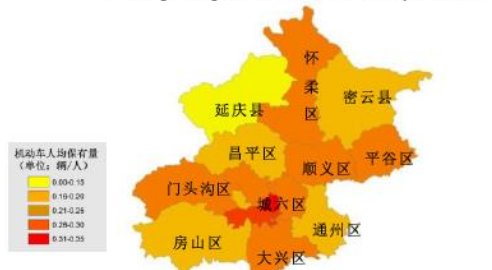 怀柔区
密云县
延庆县
昌平区
顺义区
平谷区
门头沟区
城六区
通州区
房山区
大兴区
机动车人均保有量
(单位: 辆/人)
0.00-0.15
0.16-0.20
0.21-0.25
0.26-0.30
0.31-0.35